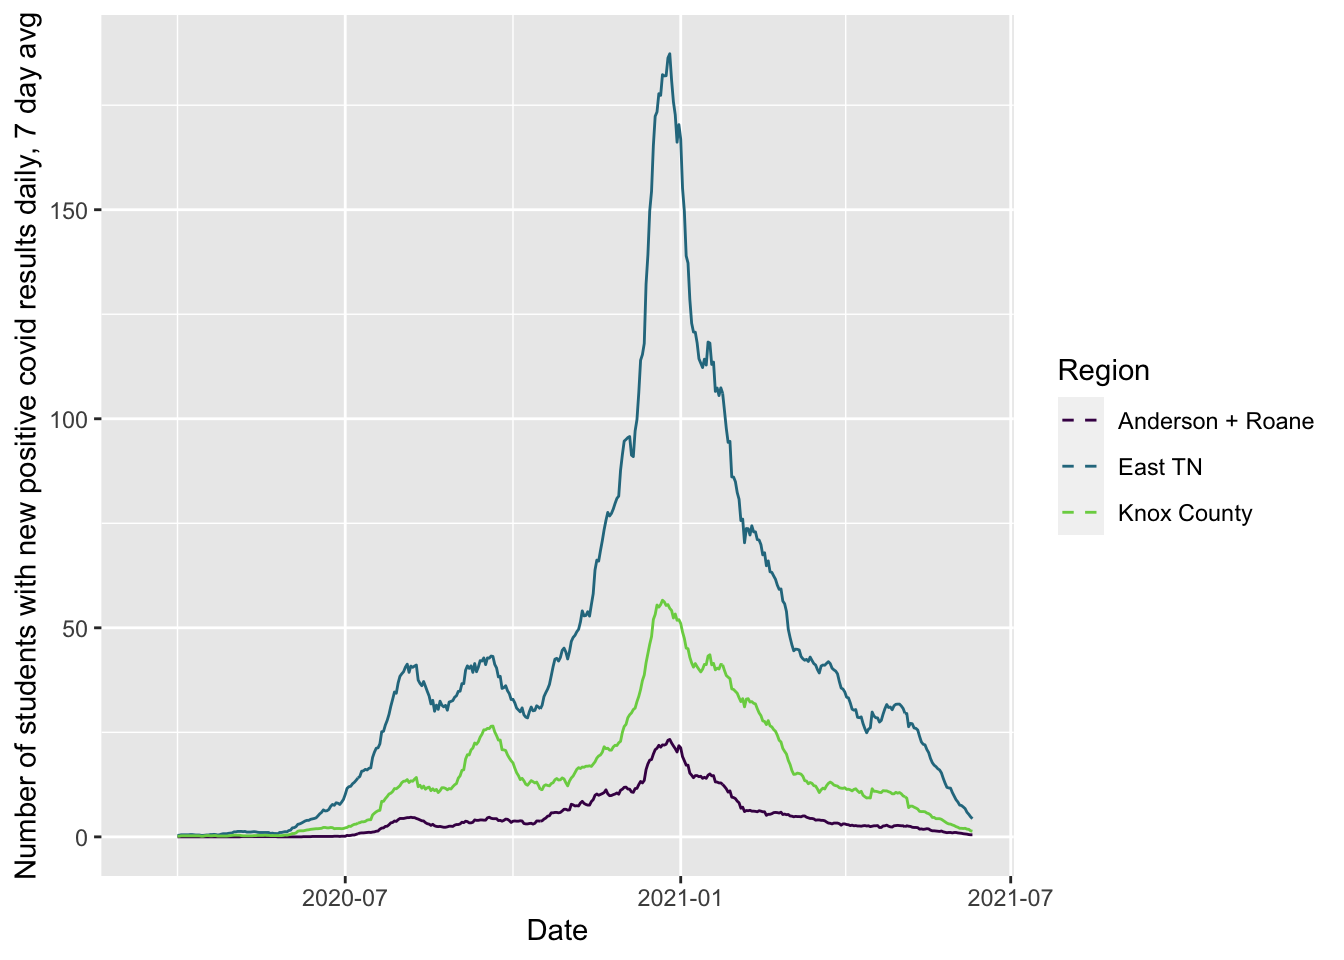 Number of students with new positive covid results daily, 7 day avg
150
100
50
0
2020-07
2021-01
2021-07
Date
Region
Anderson + Roane
East TN
Knox County